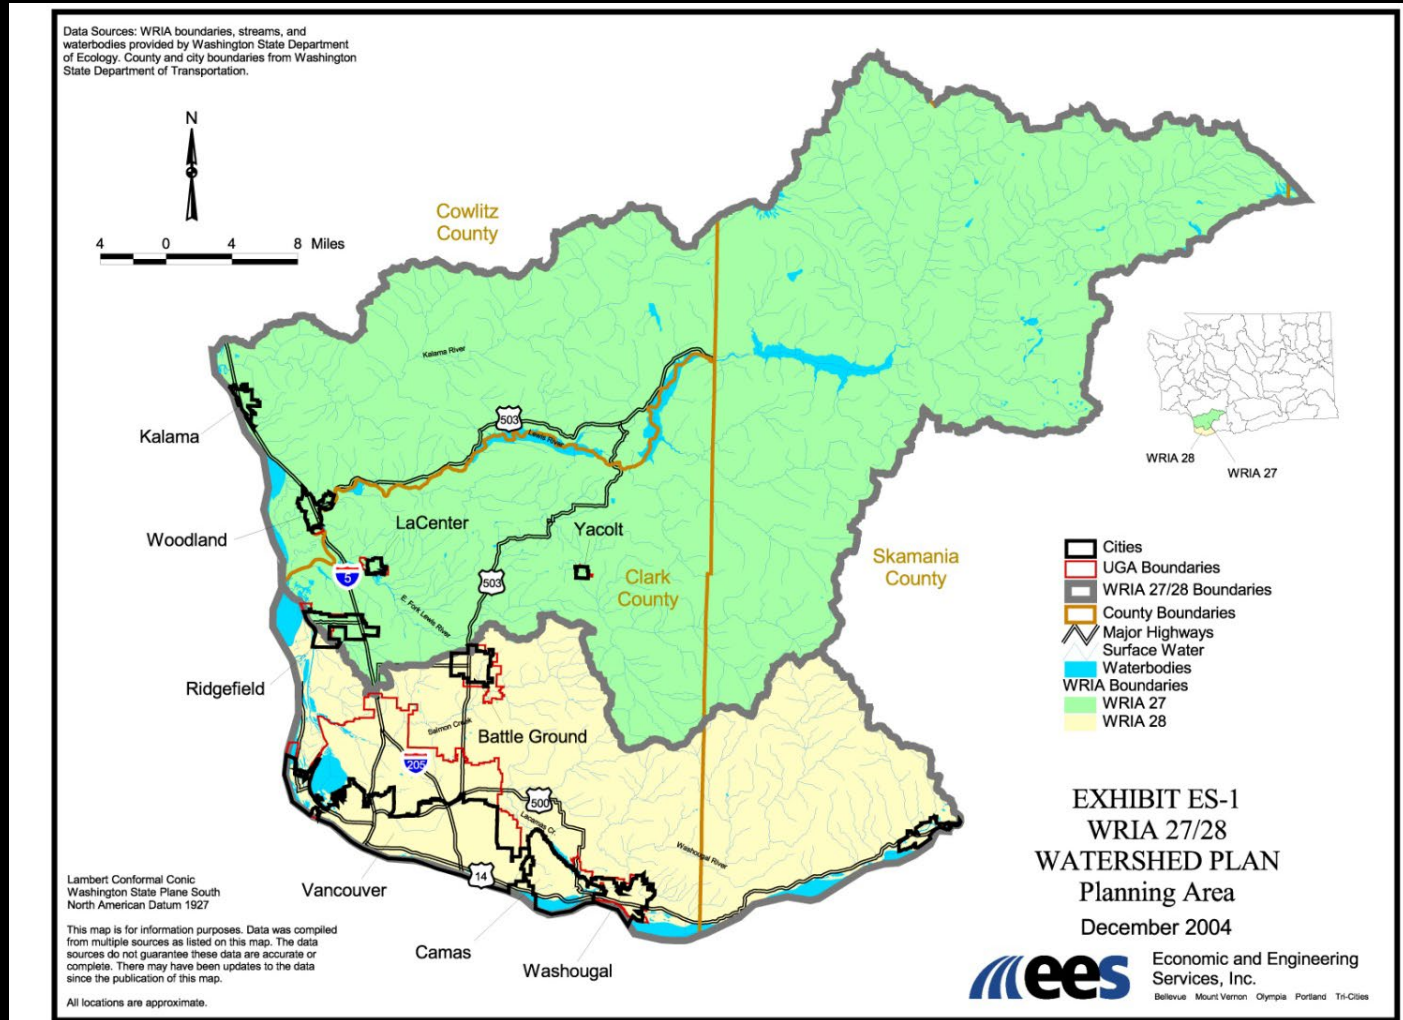 Data Sources: WRIA boundaries, streams, and
waterbodies provided by Washington State Department
of Ecology. County and city boundaries from Washington
State Department of Transportation.
N
4 0 4 8 Miles
Cowlitz
County
Kalama River
Kalama
503
Lewis River
WRIA 28
WRIA 27
Woodland
LaCenter
Yacolt
5
503
Clark
County
Skamania
County
E. Fork Lewis River
Cities
UGA Boundaries
WRIA 27/28 Boundaries
County Boundaries
Major Highways
Surface Water
Waterbodies
WRIA Boundaries
WRIA 27
WRIA 28
Ridgefield
Salmon Creek
Battle Ground
205
500
Lacamas Cr.
Washougal River
14
Vancouver
Camas
Washougal
EXHIBIT ES-1
WRIA 27/28
WATERSHED PLAN
Planning Area
December 2004
Lambert Conformal Conic
Washington State Plane South
North American Datum 1927
This map is for information purposes. Data was compiled
from multiple sources as listed on this map. The data
sources do not guarantee these data are accurate or
complete. There may have been updates to the data
since the publication of this map.
All locations are approximate.
ees
Economic and Engineering
Services, Inc.
Bellevue Mount Vernon Olympia Portland Tri-Cities